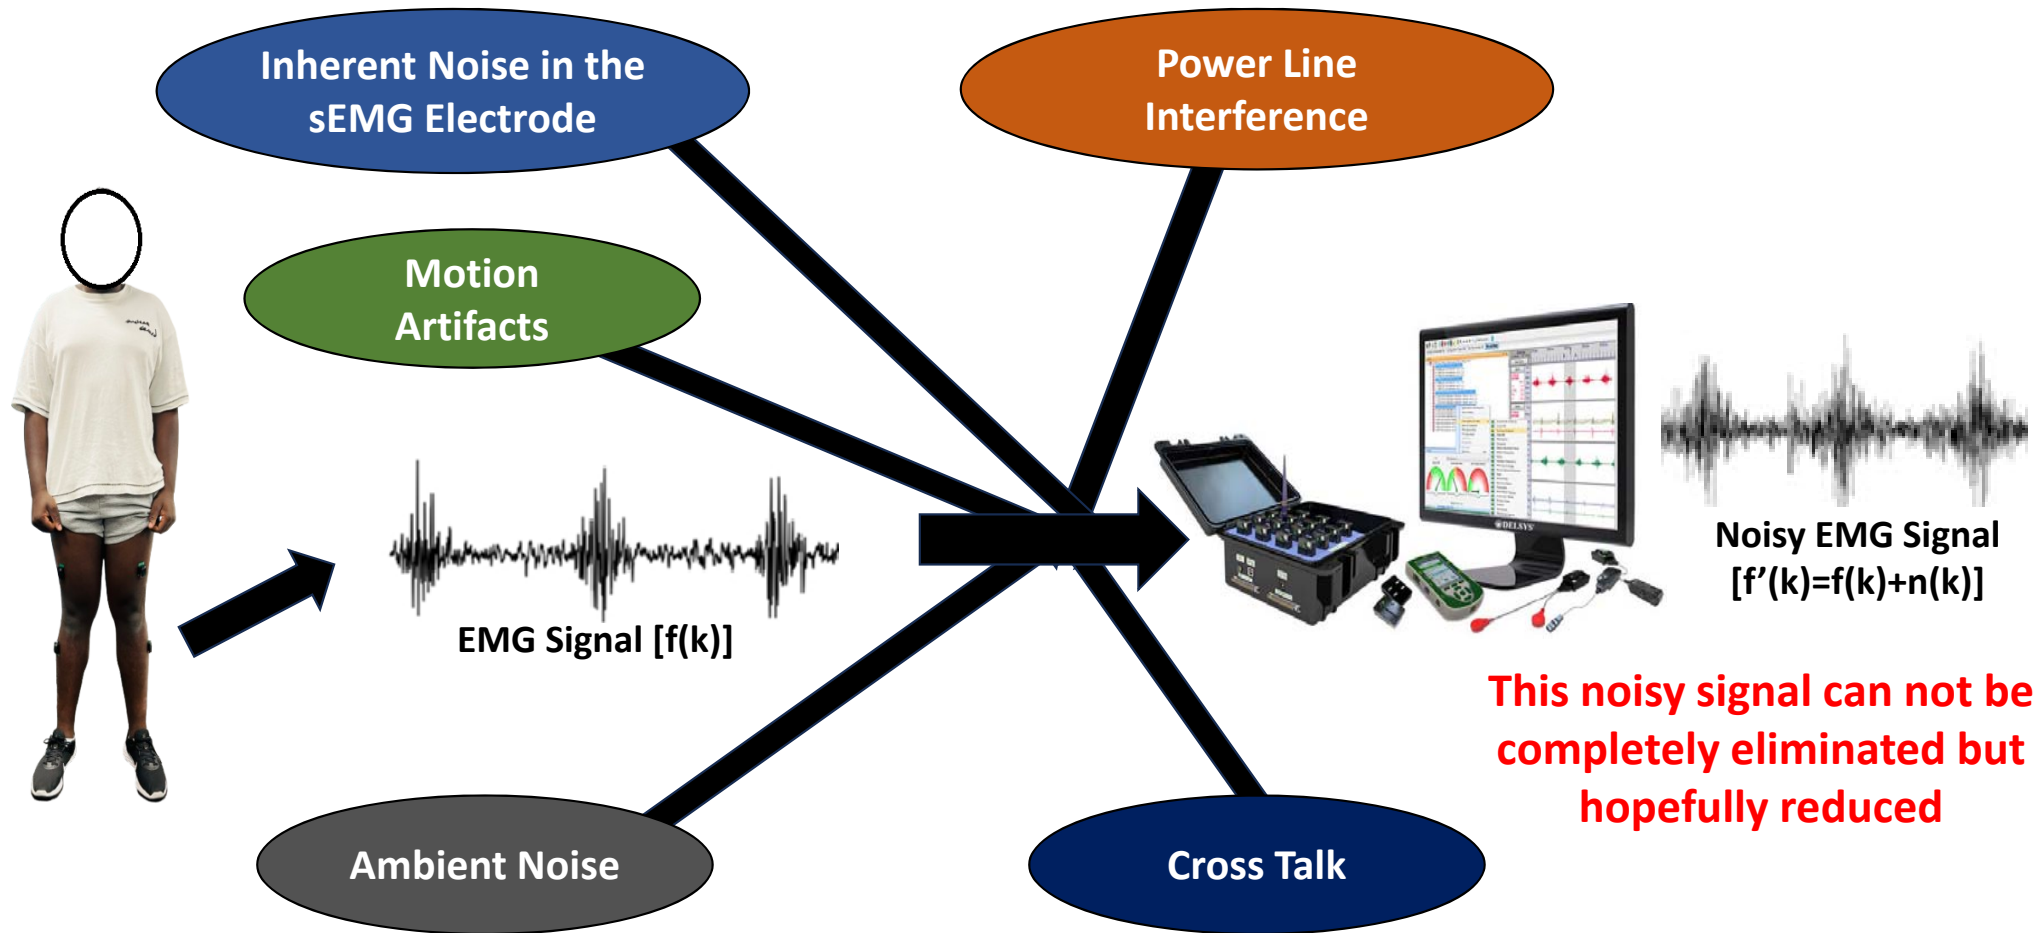 Inherent Noise in the
sEMG Electrode
Power Line
Interference
Motion
Artifacts
EMG Signal [f(k)]
DELSYS
Noisy EMG Signal
[f’(k)=f(k)+n(k)]
This noisy signal can not be
completely eliminated but
hopefully reduced
Ambient Noise
Cross Talk